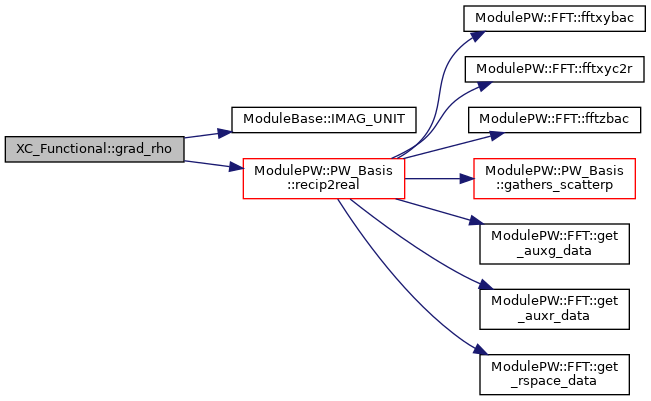 XC_Functional::grad_rho
ModuleBase::IMAG_UNIT
ModulePW::PW_Basis
::recip2real
ModulePW::FFT::fftxybac
ModulePW::FFT::fftxyc2r
ModulePW::FFT::fftzbac
ModulePW::PW_Basis
::gathers_scatterp
ModulePW::FFT::get
_auxg_data
ModulePW::FFT::get
_auxr_data
ModulePW::FFT::get
_rspace_data